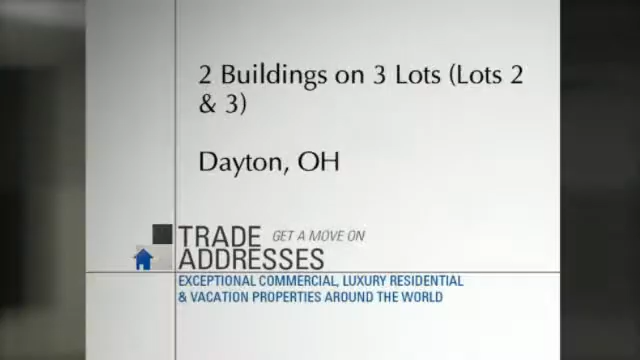 2 Buildings on 3 Lots (Lots 2
& 3)
Dayton, OH
TRADE GET A MOVE ON
ADDRESSES
EXCEPTIONAL COMMERCIAL, LUXURY RESIDENTIAL
& VACATION PROPERTIES AROUND THE WORLD